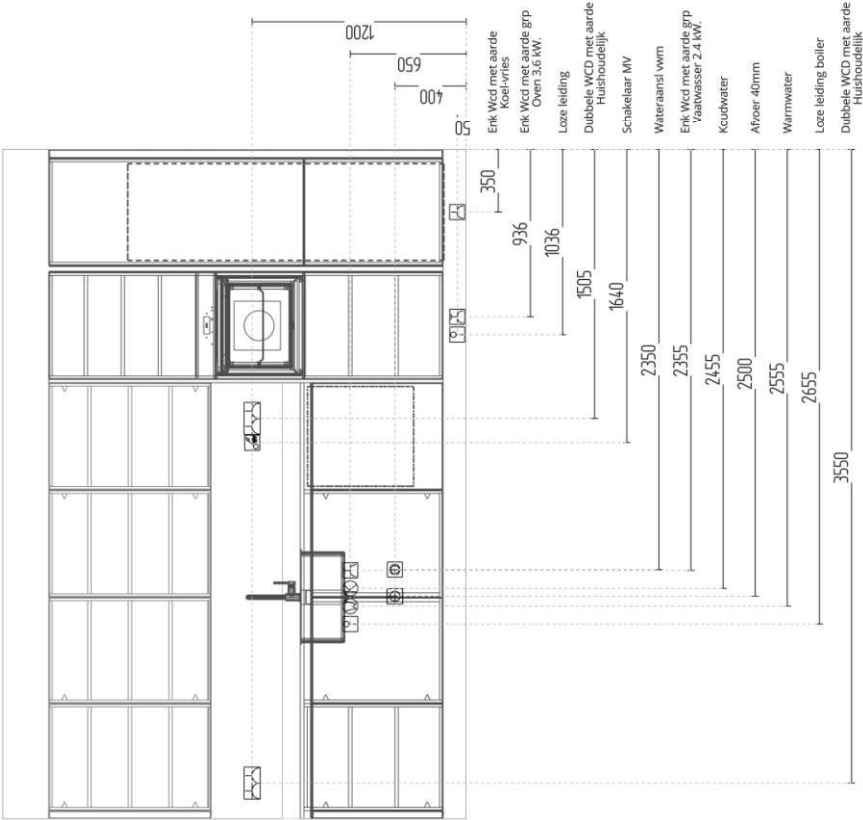 1200
650
400
50
Enk Wcd met aarde
Koel-vries
Enk Wcd met aarde grp
Oven 3.6 kW.
Loze leiding
Dubbele WCD met aarde
Huishoudelijk
Schakelaar MV
Wateraansl vwm
Enk Wcd met aarde grp
Vaatwasser 2.4 kW.
Koudwater
Afvoer 40mm
Warmwater
Loze leiding boiler
Dubbele WCD met aarde
Huishoudelijk
350
936
1036
1505
1640
2350
2355
2455
2500
2555
2655
3550